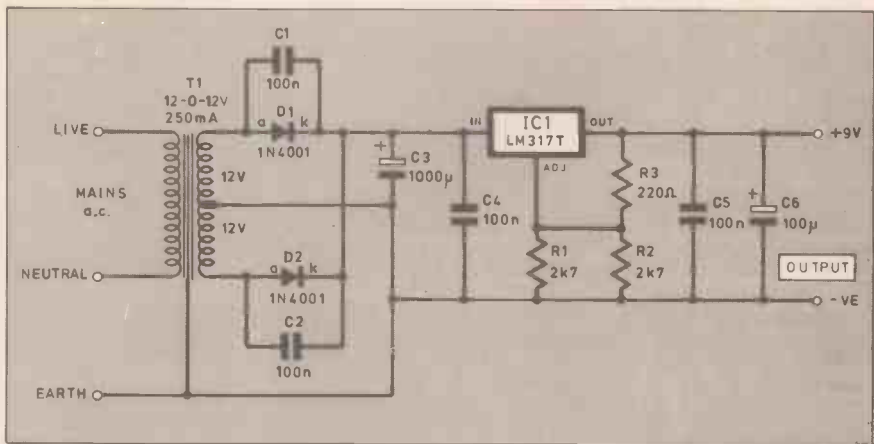 C1
100n
T1
12-0-12V
250mA
D1
a k
1N4001
LIVE
MAINS
a.c.
NEUTRAL
12V
12V
D2
a k
1N4001
C2
100n
EARTH
+
C3
1000µ
C4
100n
IN
IC1
LM317T
OUT
ADJ
R3
220Ω
R1
2k7
R2
2k7
C5
100n
+
C6
100µ
+9V
OUTPUT
-VE